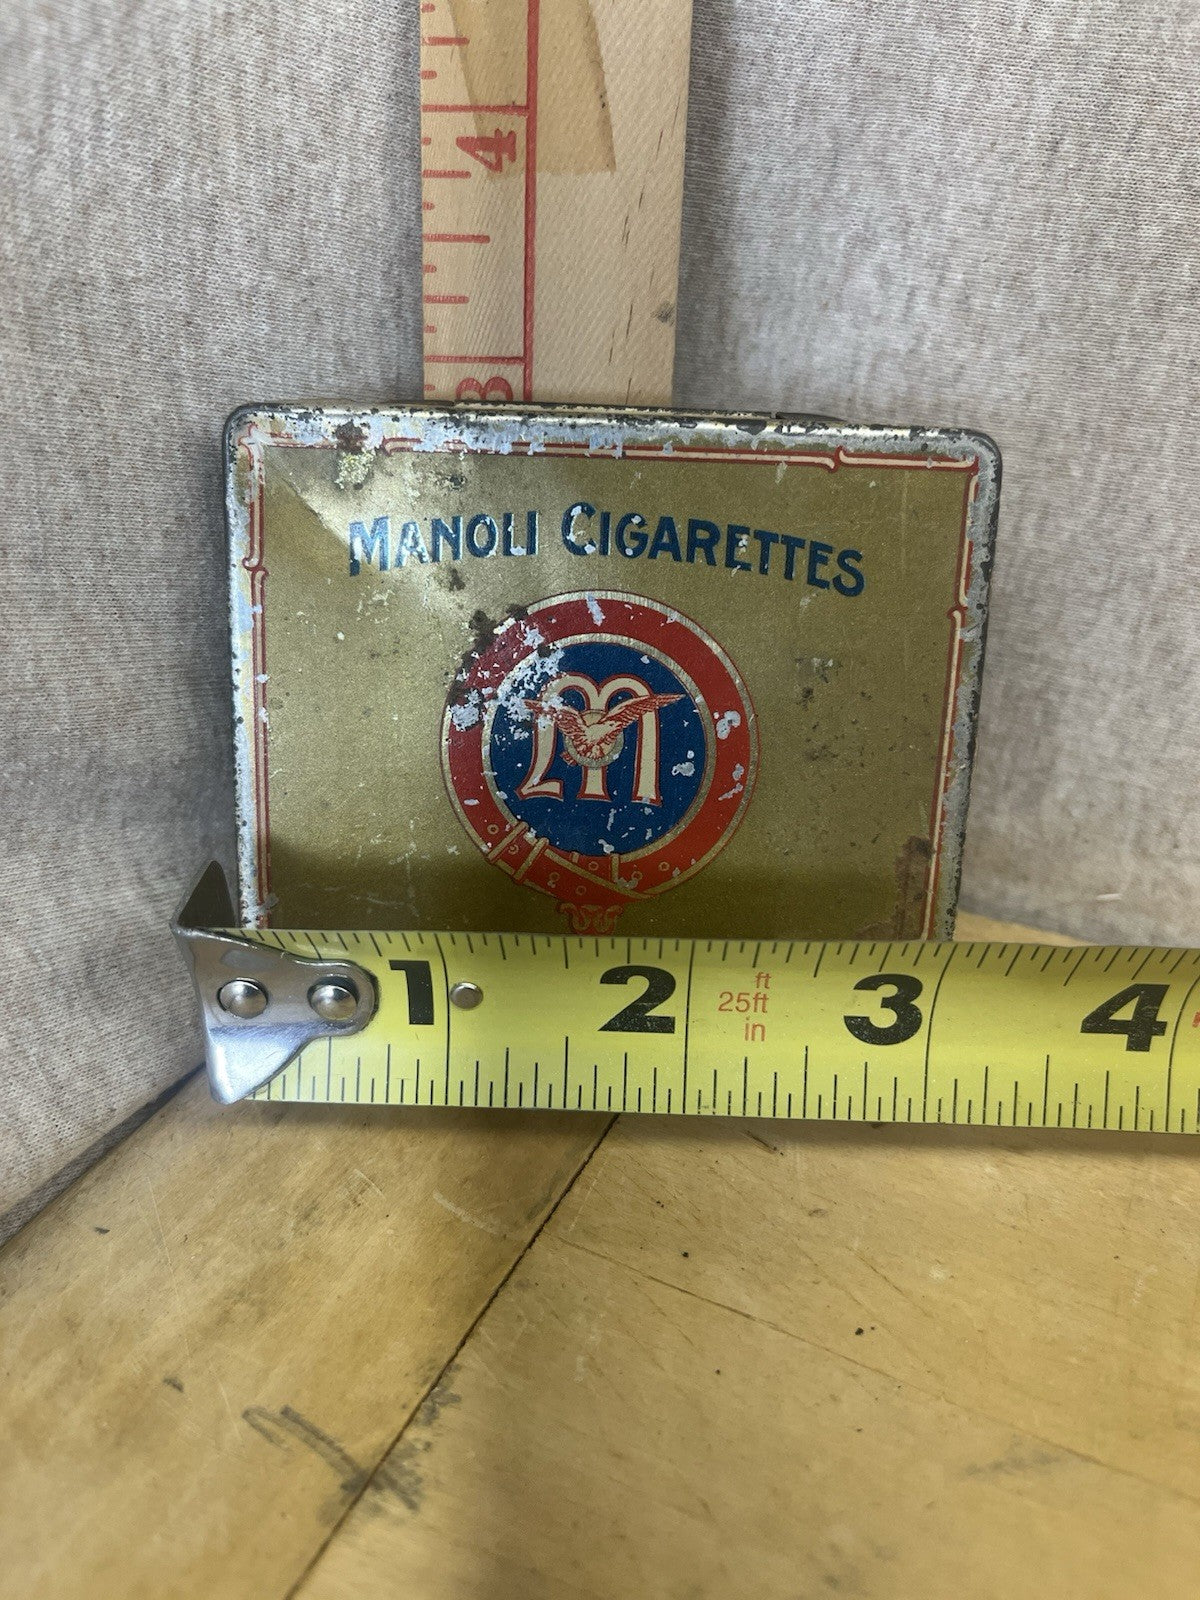 4
3
MANOLI CIGARETTES
M
1 2 ft 3 4
25ft
in